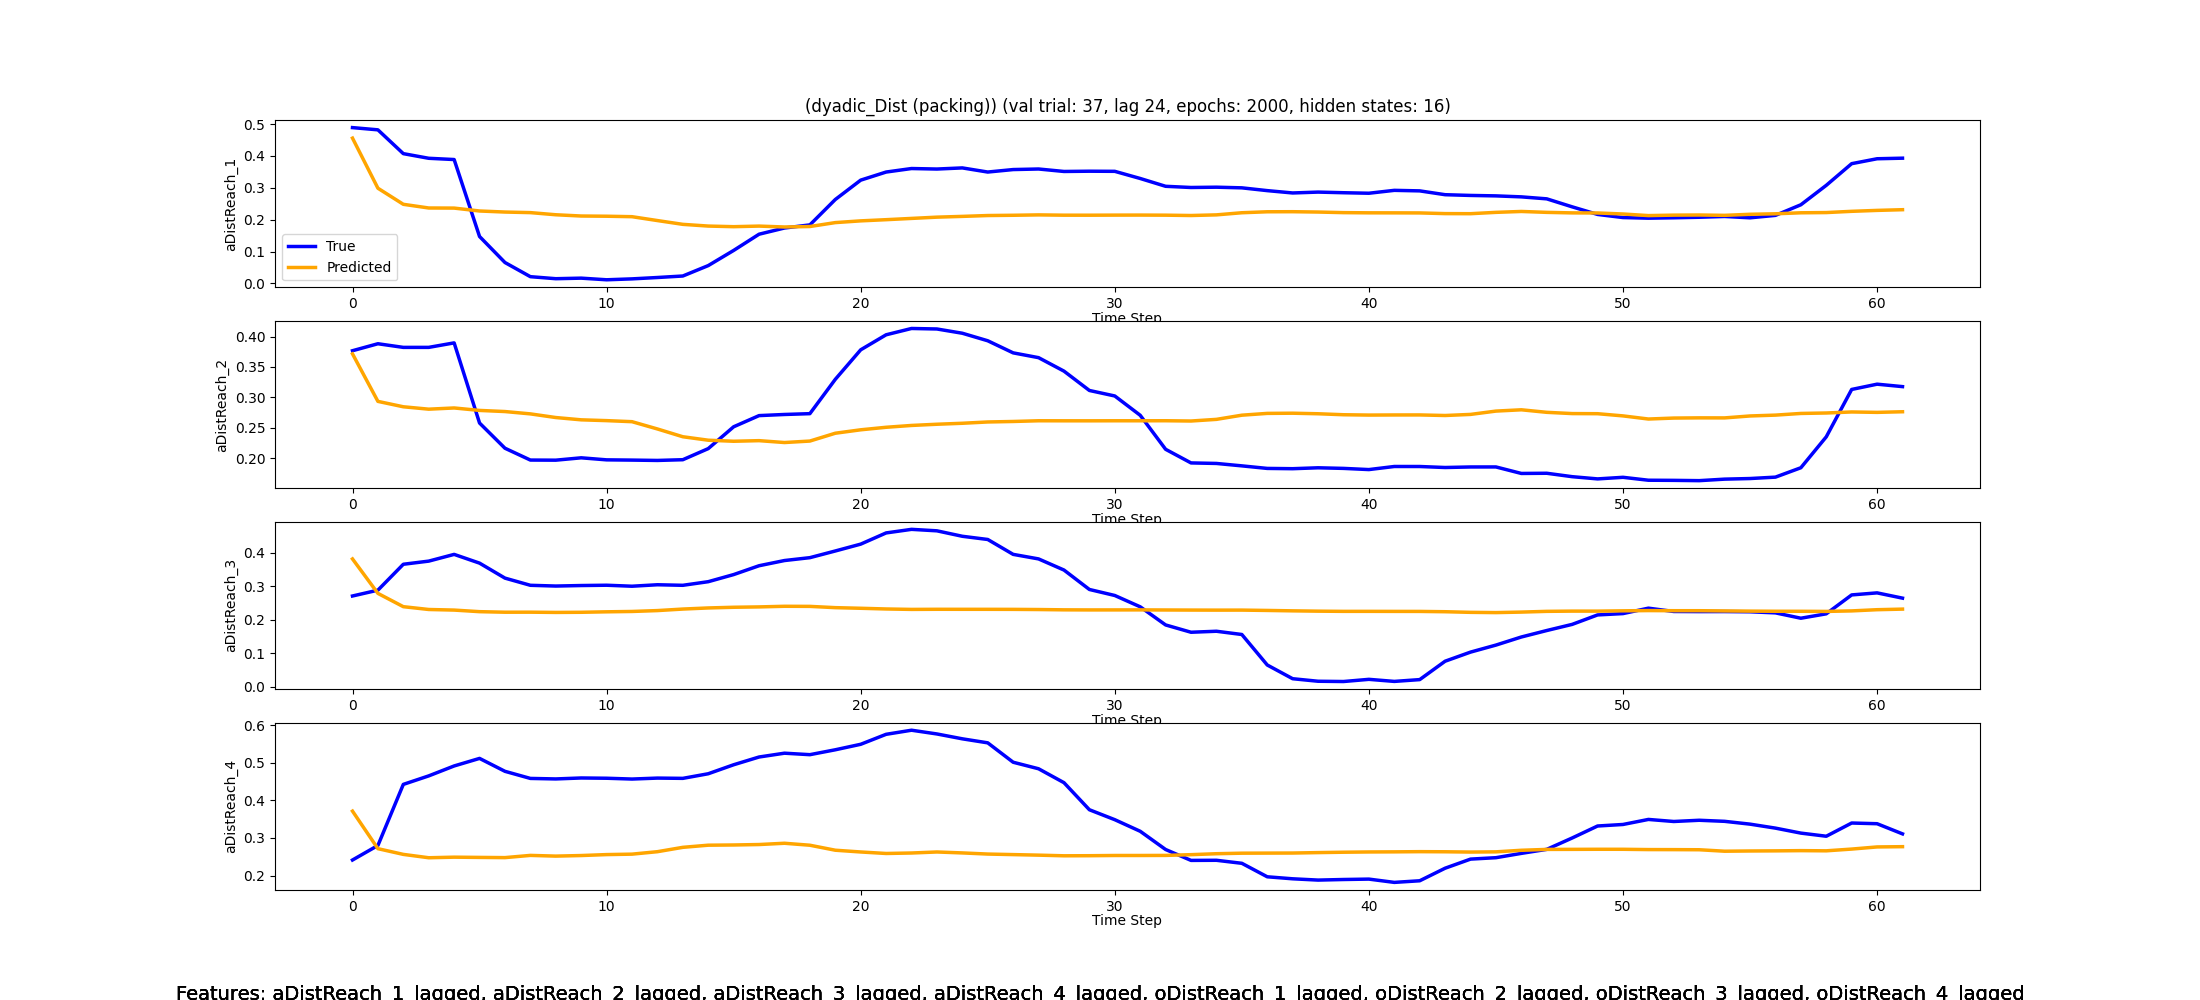 (dyadic_Dist (packing)) (val trial: 37, lag 24, epochs: 2000, hidden states: 16)
aDistReach_1
0.5
0.4
0.3
0.2
0.1
0.0
True
Predicted
0 10 20 30 40 50 60
Time Step
aDistReach_2
0.40
0.35
0.30
0.25
0.20
0 10 20 30 40 50 60
Time Step
aDistReach_3
0.4
0.3
0.2
0.1
0.0
0 10 20 30 40 50 60
Time Step
aDistReach_4
0.6
0.5
0.4
0.3
0.2
0 10 20 30 40 50 60
Time Step
Features: aDistReach_1_lagged, aDistReach_2_lagged, aDistReach_3_lagged, aDistReach_4_lagged, oDistReach_1_lagged, oDistReach_2_lagged, oDistReach_3_lagged, oDistReach_4_lagged